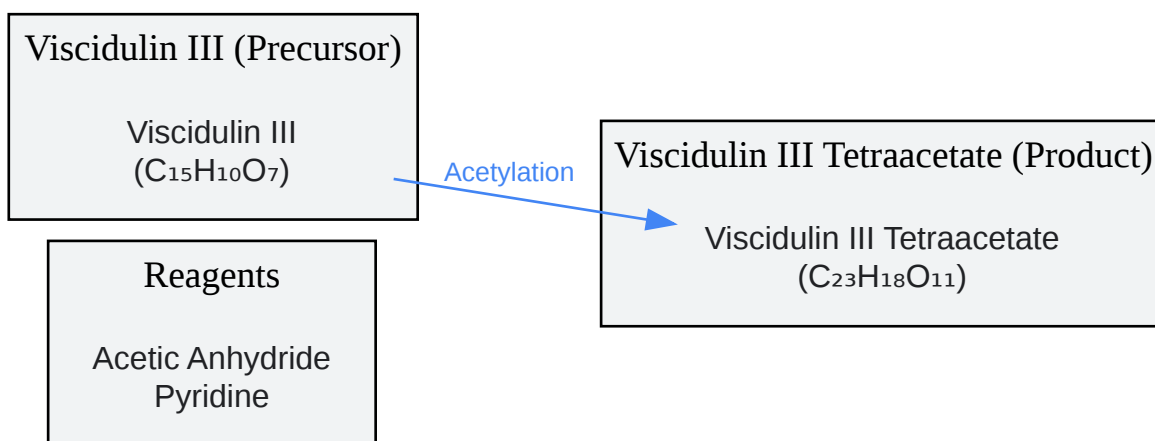 Viscidulin III (Precursor)
Viscidulin III
(C₁₅H₁₀O₇)
Acetylation
Viscidulin III Tetraacetate (Product)
Viscidulin III Tetraacetate
(C₂₃H₁₈O₁₁)
Reagents
Acetic Anhydride
Pyridine